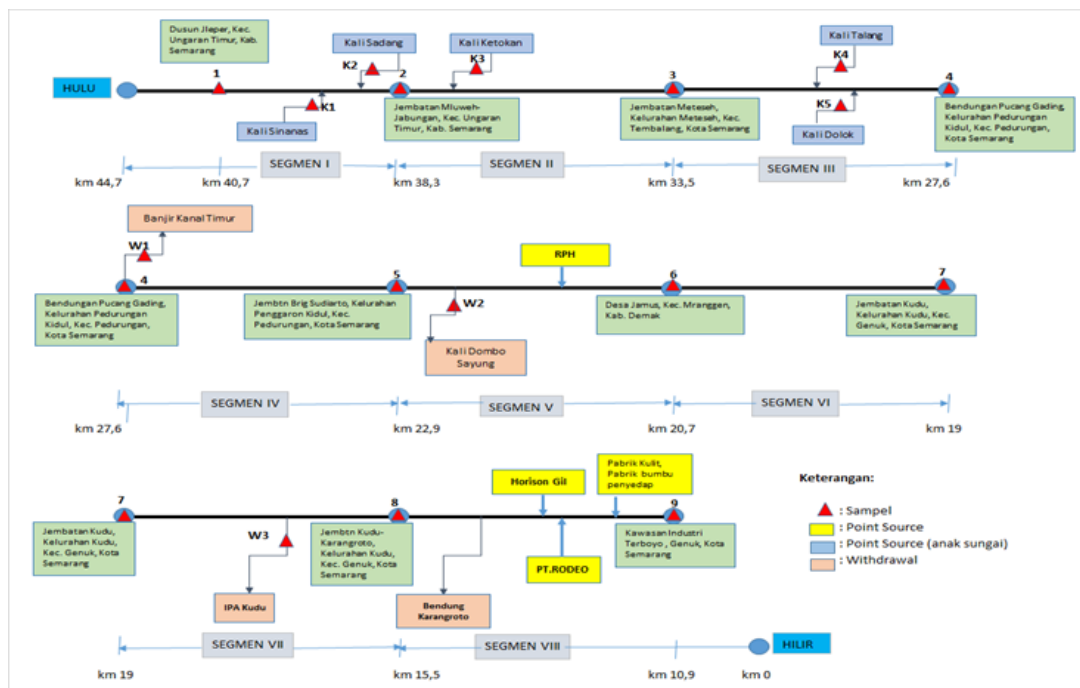 Dusun Jleper, Kec.
Ungaran Timur, Kab.
Semarang
Kali Sadang
Kali Ketokan
Kali Talang
HULU
1
K2
2
K3
3
K4
4
K1
K5
Kali Sinanas
Jembatan Mluweh-
Jabungan, Kec. Ungaran
Timur, Kab. Semarang
Jembatan Meteseh,
Kelurahan Meteseh, Kec.
Tembalang, Kota Semarang
Kali Dolok
Bendungan Pucang Gading,
Kelurahan Pedurungan
Kidul, Kec. Pedurungan,
Kota Semarang
SEGMEN I
SEGMEN II
SEGMEN III
km 44,7
km 40,7
km 38,3
km 33,5
km 27,6
Banjir Kanal Timur
W1
RPH
4
5
6
7
Bendungan Pucang Gading,
Kelurahan Pedurungan
Kidul, Kec. Pedurungan,
Kota Semarang
Jembtn Brig Sudiarto, Kelurahan
Penggaron Kidul, Kec.
Pedurungan, Kota Semarang
W2
Desa Jamus, Kec. Mranggen,
Kab. Demak
Jembatan Kudu,
Kelurahan Kudu, Kec.
Genuk, Kota Semarang
Kali Dombo
Sayung
SEGMEN IV
SEGMEN V
SEGMEN VI
km 27,6
km 22,9
km 20,7
km 19
Horison Gil
Pabrik Kulit,
Pabrik bumbu
penyedap
7
8
9
Jembatan Kudu,
Kelurahan Kudu,
Kec. Genuk, Kota
Semarang
W3
Jembtn Kudu-
Karangroto,
Kelurahan Kudu,
Kec. Genuk, Kota
Semarang
Kawasan Industri
Terboyo , Genuk, Kota
Semarang
PT.RODEO
IPA Kudu
Bendung
Karangroto
Keterangan:
: Sampel
: Point Source
: Point Source (anak sungai)
: Withdrawal
SEGMEN VII
SEGMEN VIII
HILIR
km 19
km 15,5
km 10,9
km 0